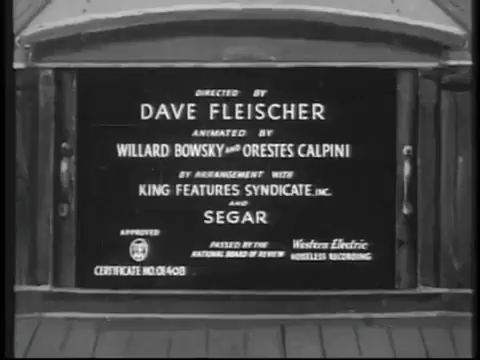 DIRECTED BY
DAVE FLEISCHER
ANIMATED BY
WILLARD BOWSKY AND ORESTES CALPINI
BY ARRANGEMENT WITH
KING FEATURES SYNDICATE, INC.
AND
SEGAR
APPROVED
CERTIFICATE NO. 01408
PASSED BY THE
NATIONAL BOARD OF REVIEW
Western Electric
NOISELESS RECORDING